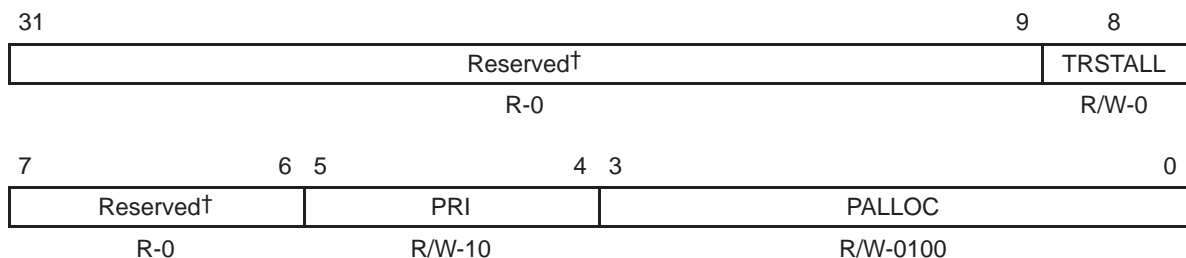 31 9 8
Reserved† TRSTALL
R-0 R/W-0
7 6 5 4 3 0
Reserved† PRI PALLOC
R-0 R/W-10 R/W-0100